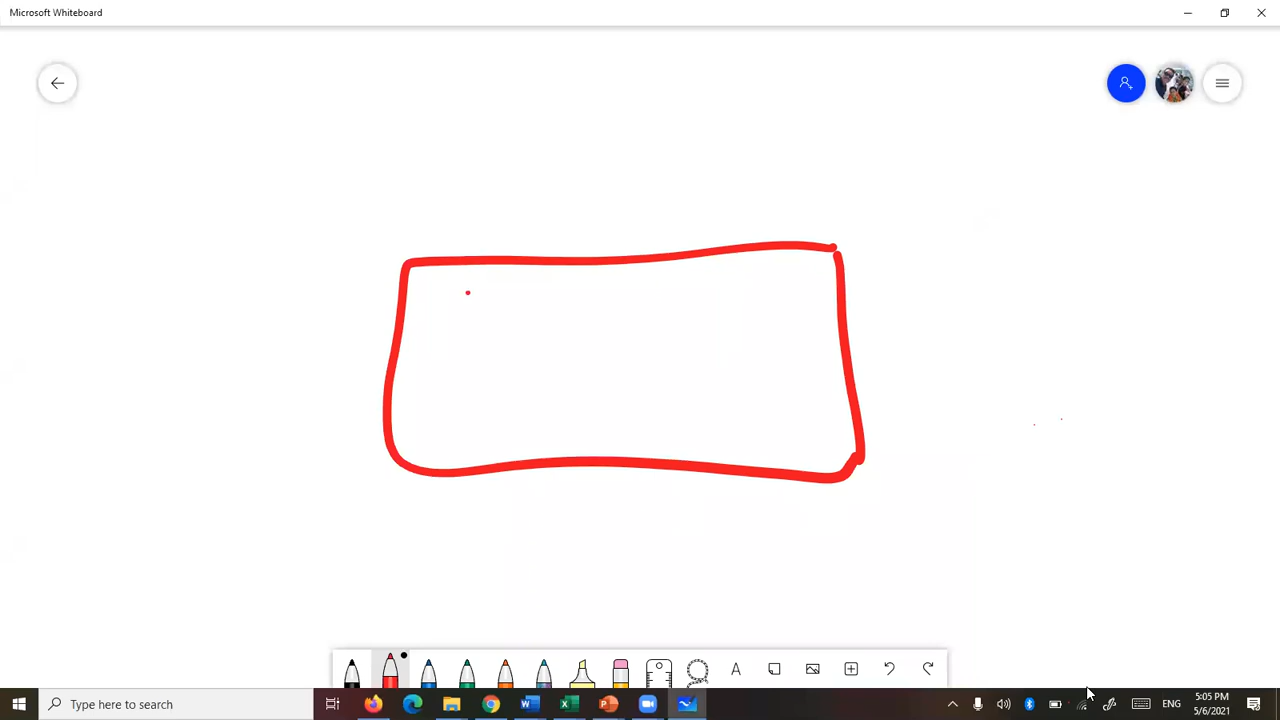 Microsoft Whiteboard
A
Type here to search
ENG
5:05 PM
5/6/2021